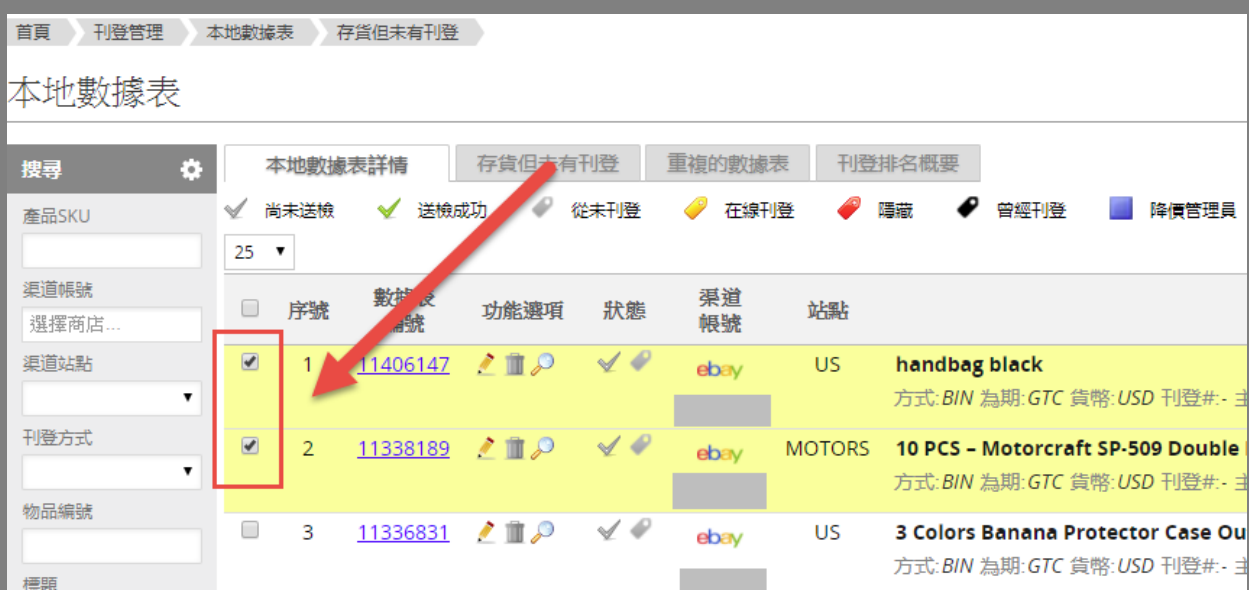 首頁 刊登管理 本地數據表 存貨但未有刊登
本地數據表
搜尋
產品SKU
渠道帳號
選擇商店...
渠道站點
刊登方式
物品編號
標題
本地數據表詳情 存貨但未有刊登 重複的數據表 刊登排名概要
尚未送檢 送檢成功 從未刊登 在線刊登 隱藏 曾經刊登 降價管理員
25
序號 數據表編號 功能選項 狀態 渠道帳號 站點
1 11406147 ebay US handbag black
方式:BIN 為期:GTC 貨幣:USD 刊登#:- 主
2 11338189 ebay MOTORS 10 PCS – Motorcraft SP-509 Double
方式:BIN 為期:GTC 貨幣:USD 刊登#:- 主
3 11336831 ebay US 3 Colors Banana Protector Case Ou
方式:BIN 為期:GTC 貨幣:USD 刊登#:- 主